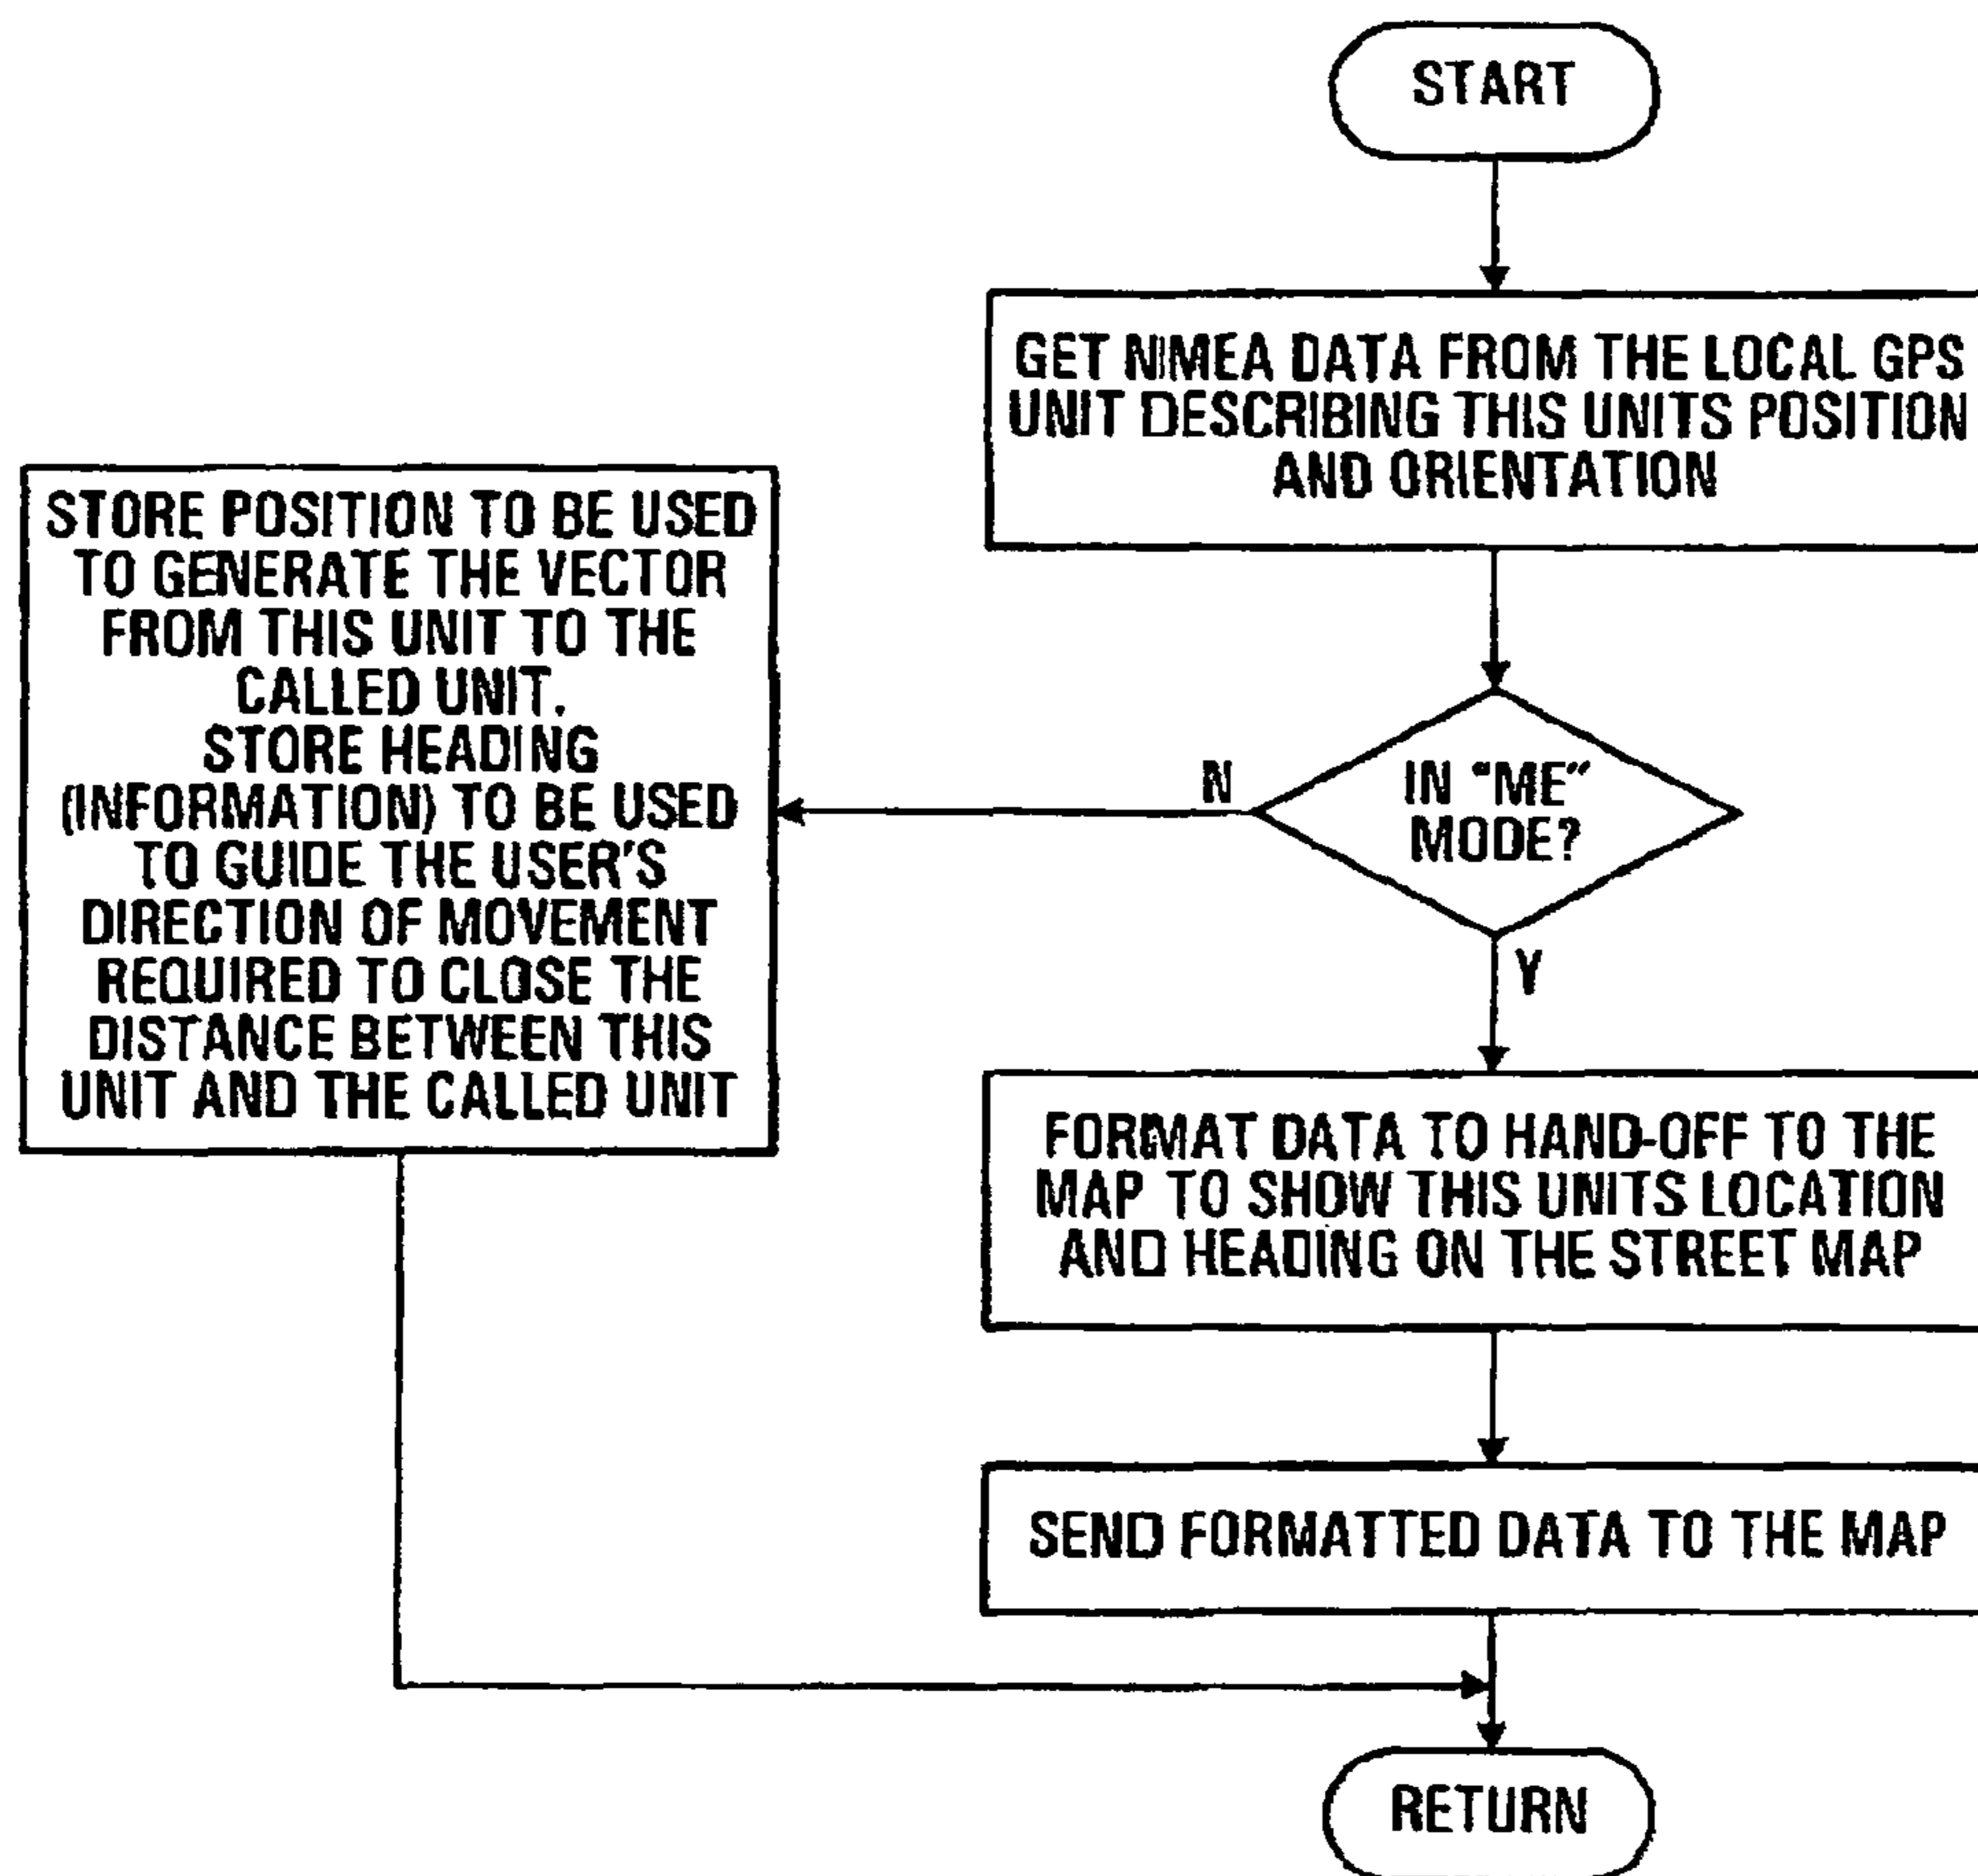 START
GET NMEA DATA FROM THE LOCAL GPS
UNIT DESCRIBING THIS UNITS POSITION
AND ORIENTATION
IN "ME"
MODE?
N
Y
STORE POSITION TO BE USED
TO GENERATE THE VECTOR
FROM THIS UNIT TO THE
CALLED UNIT.
STORE HEADING
(INFORMATION) TO BE USED
TO GUIDE THE USER'S
DIRECTION OF MOVEMENT
REQUIRED TO CLOSE THE
DISTANCE BETWEEN THIS
UNIT AND THE CALLED UNIT
FORMAT DATA TO HAND-OFF TO THE
MAP TO SHOW THIS UNITS LOCATION
AND HEADING ON THE STREET MAP
SEND FORMATTED DATA TO THE MAP
RETURN